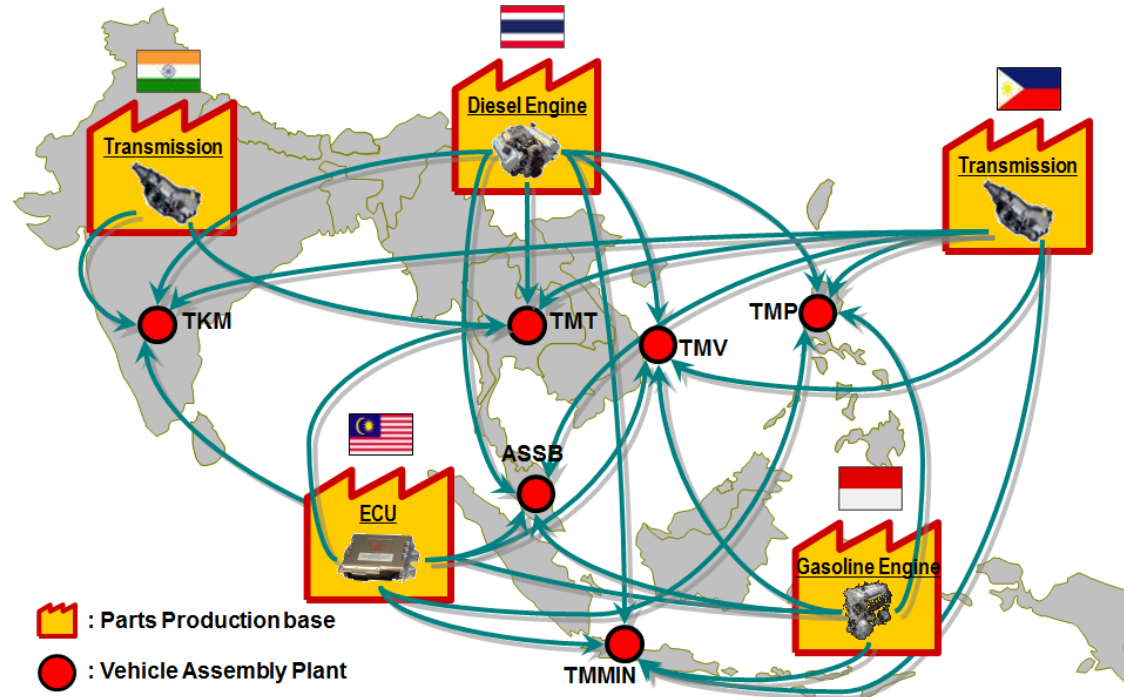 Diesel Engine
Transmission
Transmission
TKM
TMT
TMP
TMV
ASSB
ECU
Gasoline Engine
: Parts Production base
: Vehicle Assembly Plant
TMMIN